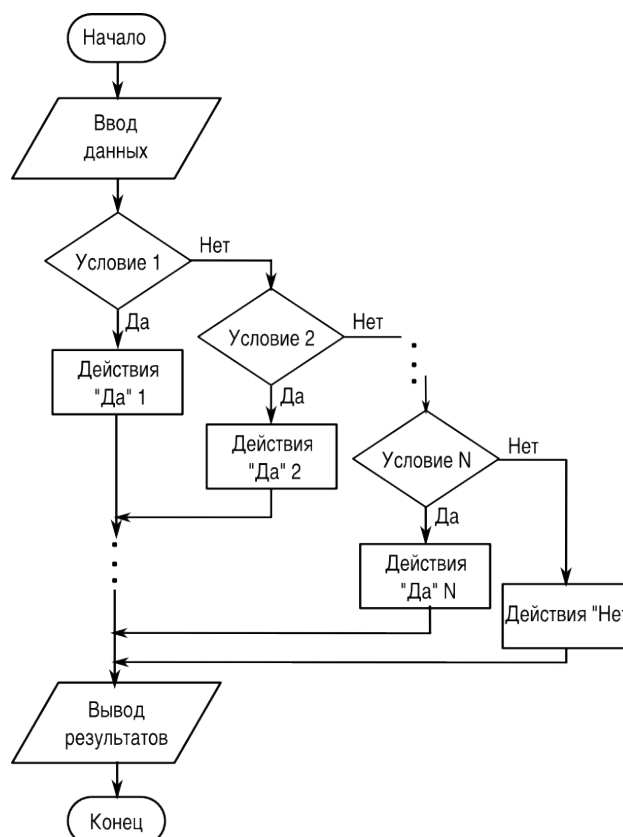 Начало
Ввод
данных
Условие 1
Нет
Да
Действия
"Да" 1
Условие 2
Нет
Да
Действия
"Да" 2
Условие N
Нет
Да
Действия
"Да" N
Действия "Нет
Вывод
результатов
Конец